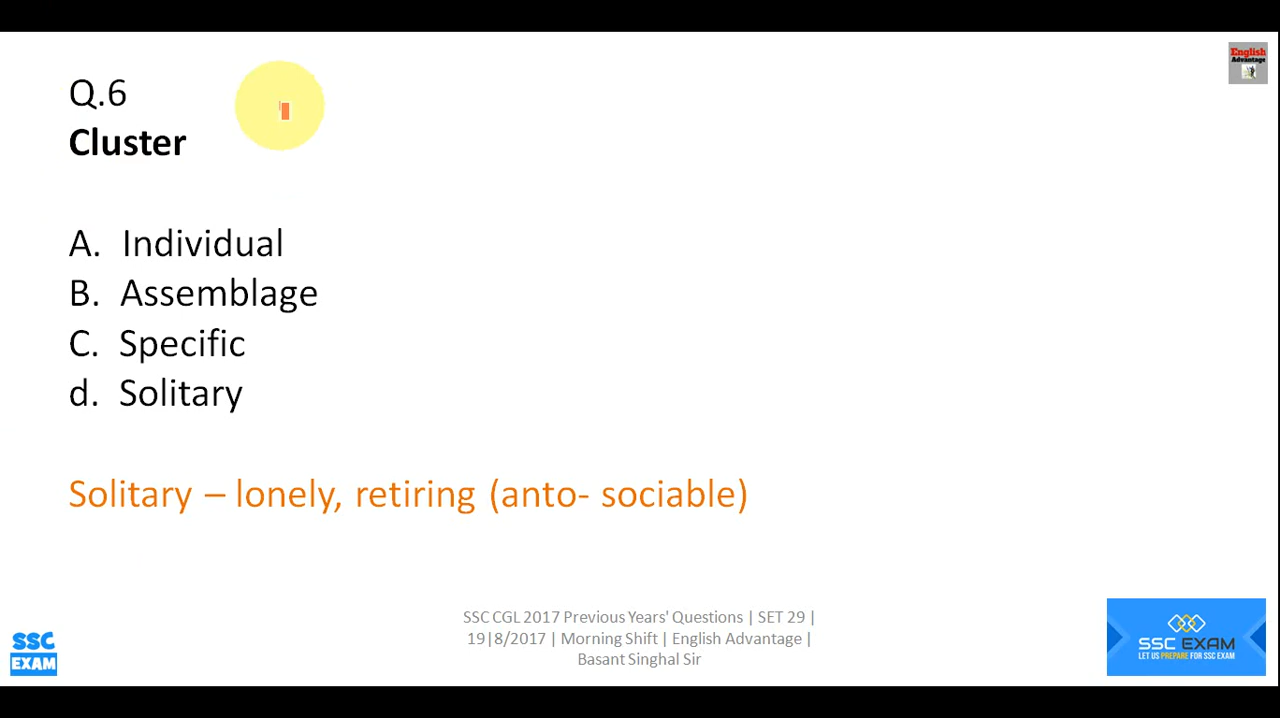 English
Advantage
Q.6
Cluster
A. Individual
B. Assemblage
C. Specific
d. Solitary
Solitary – lonely, retiring (anto- sociable)
SSC CGL 2017 Previous Years' Questions | SET 29 |
19|8/2017 | Morning Shift | English Advantage |
Basant Singhal Sir
SSC
EXAM
SSC EXAM
LET US PREPARE FOR SSC EXAM